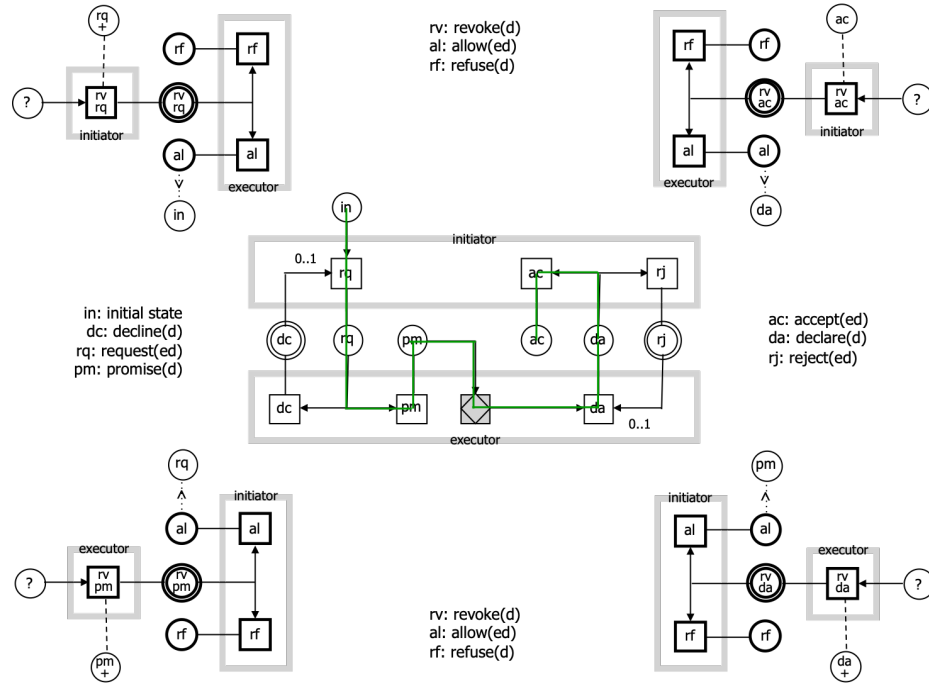 rq
+
rf
rf
?
rv
rq
initiator
rv
rq
al
al
executor
in
rv: revoke(d)
al: allow(ed)
rf: refuse(d)
ac
rf
rf
rv
ac
rv
ac
?
initiator
al
al
executor
da
in
initiator
0..1
rq
ac
rj
in: initial state
dc: decline(d)
rq: request(ed)
pm: promise(d)
dc
rq
pm
ac
da
rj
ac: accept(ed)
da: declare(d)
rj: reject(ed)
dc
pm
da
0..1
executor
rq
initiator
al
al
executor
?
rv
pm
rv
pm
rf
rf
pm
+
rv: revoke(d)
al: allow(ed)
rf: refuse(d)
pm
initiator
al
al
executor
rv
da
rv
da
?
rf
rf
da
+